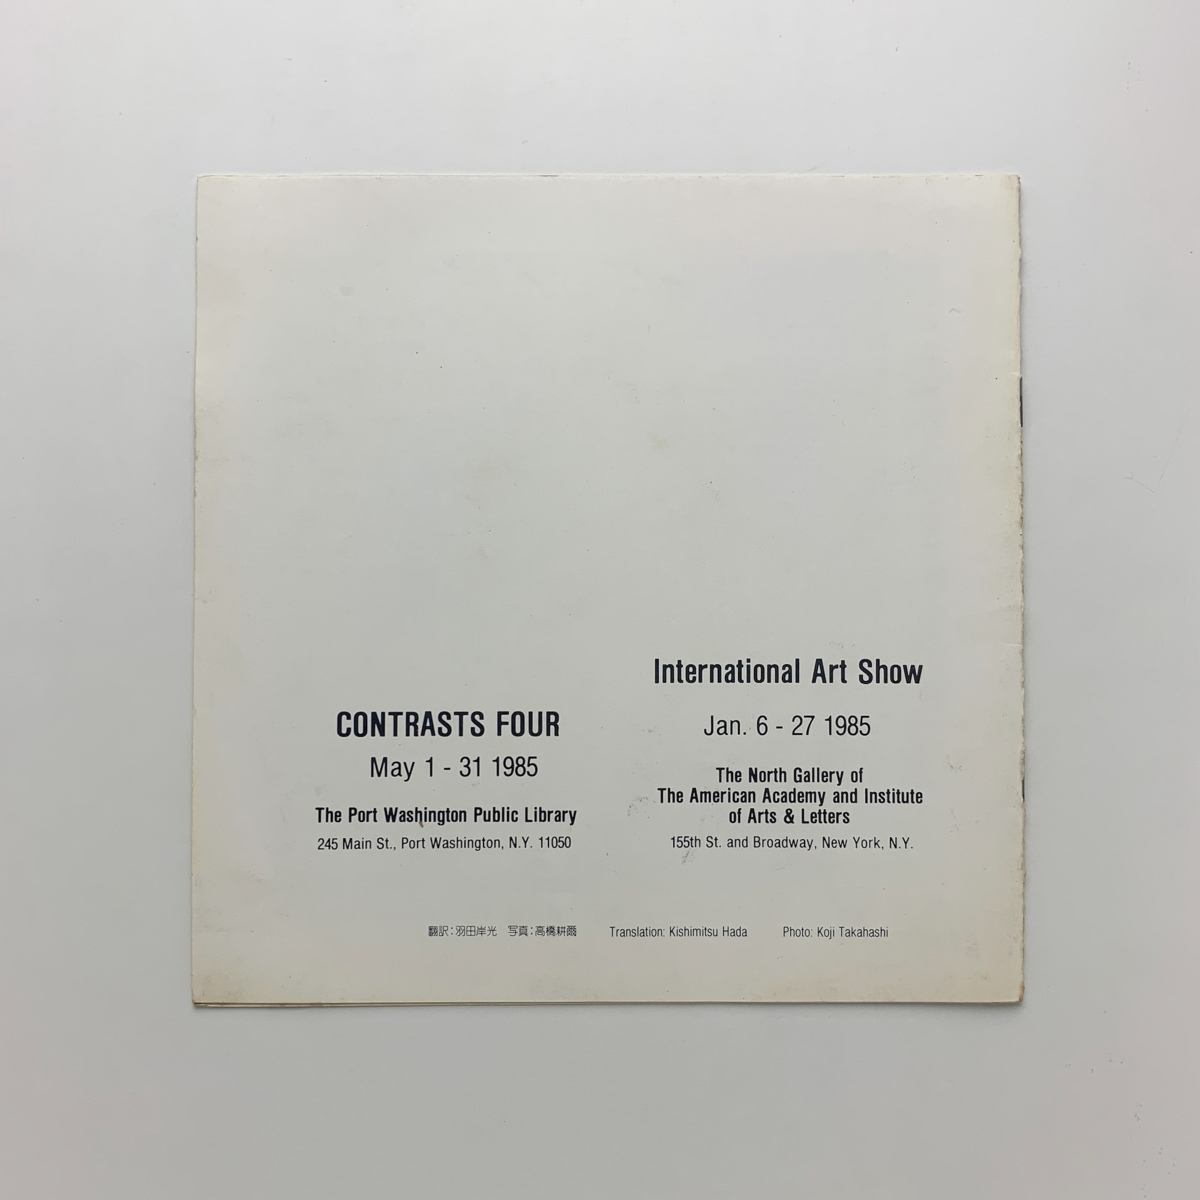 International Art Show
Jan. 6 - 27 1985
The North Gallery of
The American Academy and Institute
of Arts & Letters
155th St. and Broadway, New York, N.Y.
CONTRASTS FOUR
May 1 - 31 1985
The Port Washington Public Library
245 Main St., Port Washington, N.Y. 11050
翻訳:羽田岸光 写真:高橋耕爾 Translation: Kishimitsu Hada Photo: Koji Takahashi